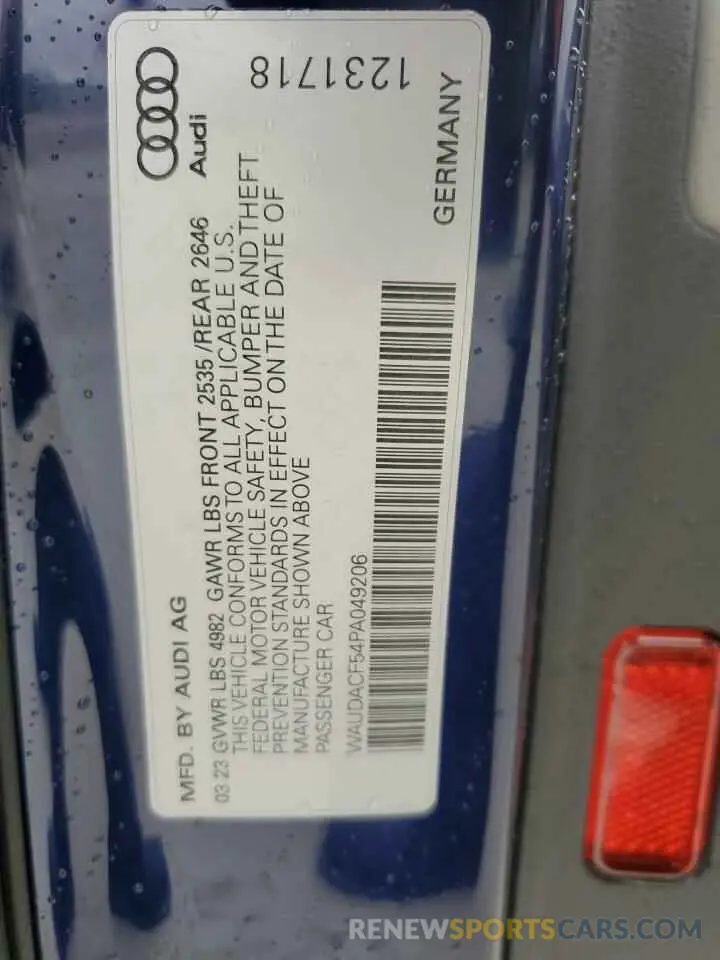 Audi
MFD. BY AUDI AG
03 23 GVWR LBS 4982 GAWR LBS FRONT 2535 /REAR 2646
THIS VEHICLE CONFORMS TO ALL APPLICABLE U.S.
FEDERAL MOTOR VEHICLE SAFETY, BUMPER AND THEFT
PREVENTION STANDARDS IN EFFECT ON THE DATE OF
MANUFACTURE SHOWN ABOVE
PASSENGER CAR
WAUDACF54PA049206
GERMANY
1231718
RENEWSPORTSCARS.COM